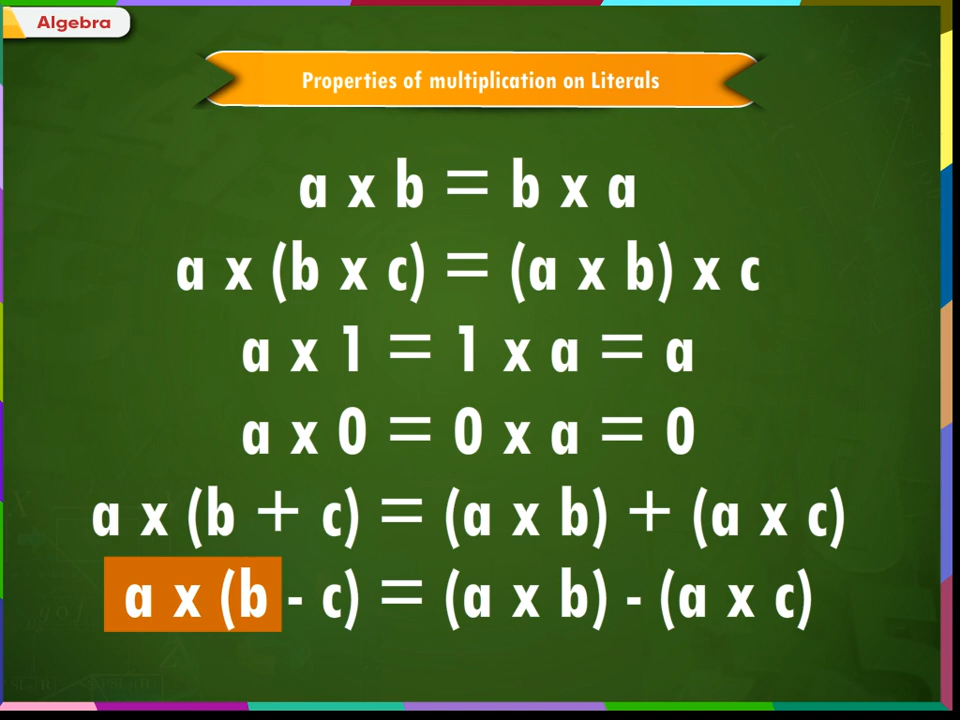 Algebra
Properties of multiplication on Literals
a x b = b x a
a x (b x c) = (a x b) x c
a x 1 = 1 x a = a
a x 0 = 0 x a = 0
a x (b + c) = (a x b) + (a x c)
a x (b - c) = (a x b) - (a x c)